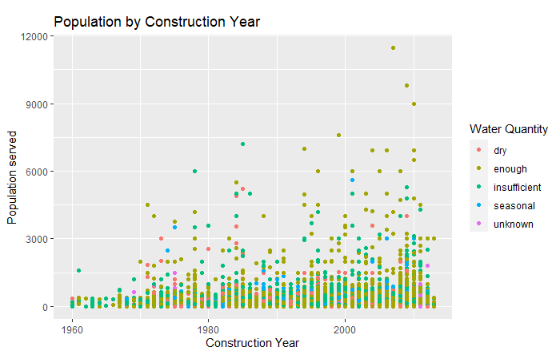 Population by Construction Year
12000
9000
6000
3000
0
Population served
1960
1980
2000
Construction Year
Water Quantity
dry
enough
insufficient
seasonal
unknown